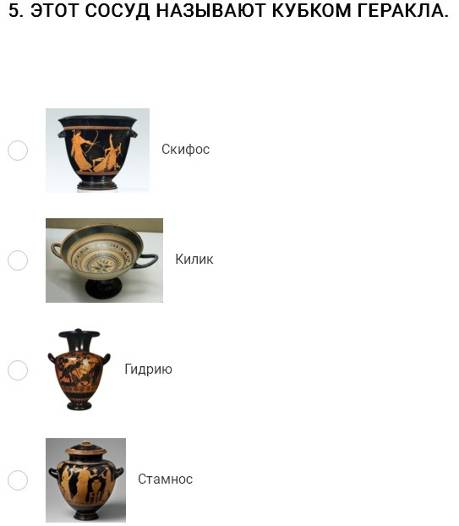 5. ЭТОТ СОСУД НАЗЫВАЮТ КУБКОМ ГЕРАКЛА.
Скифос
Килик
Гидрию
Стамнос